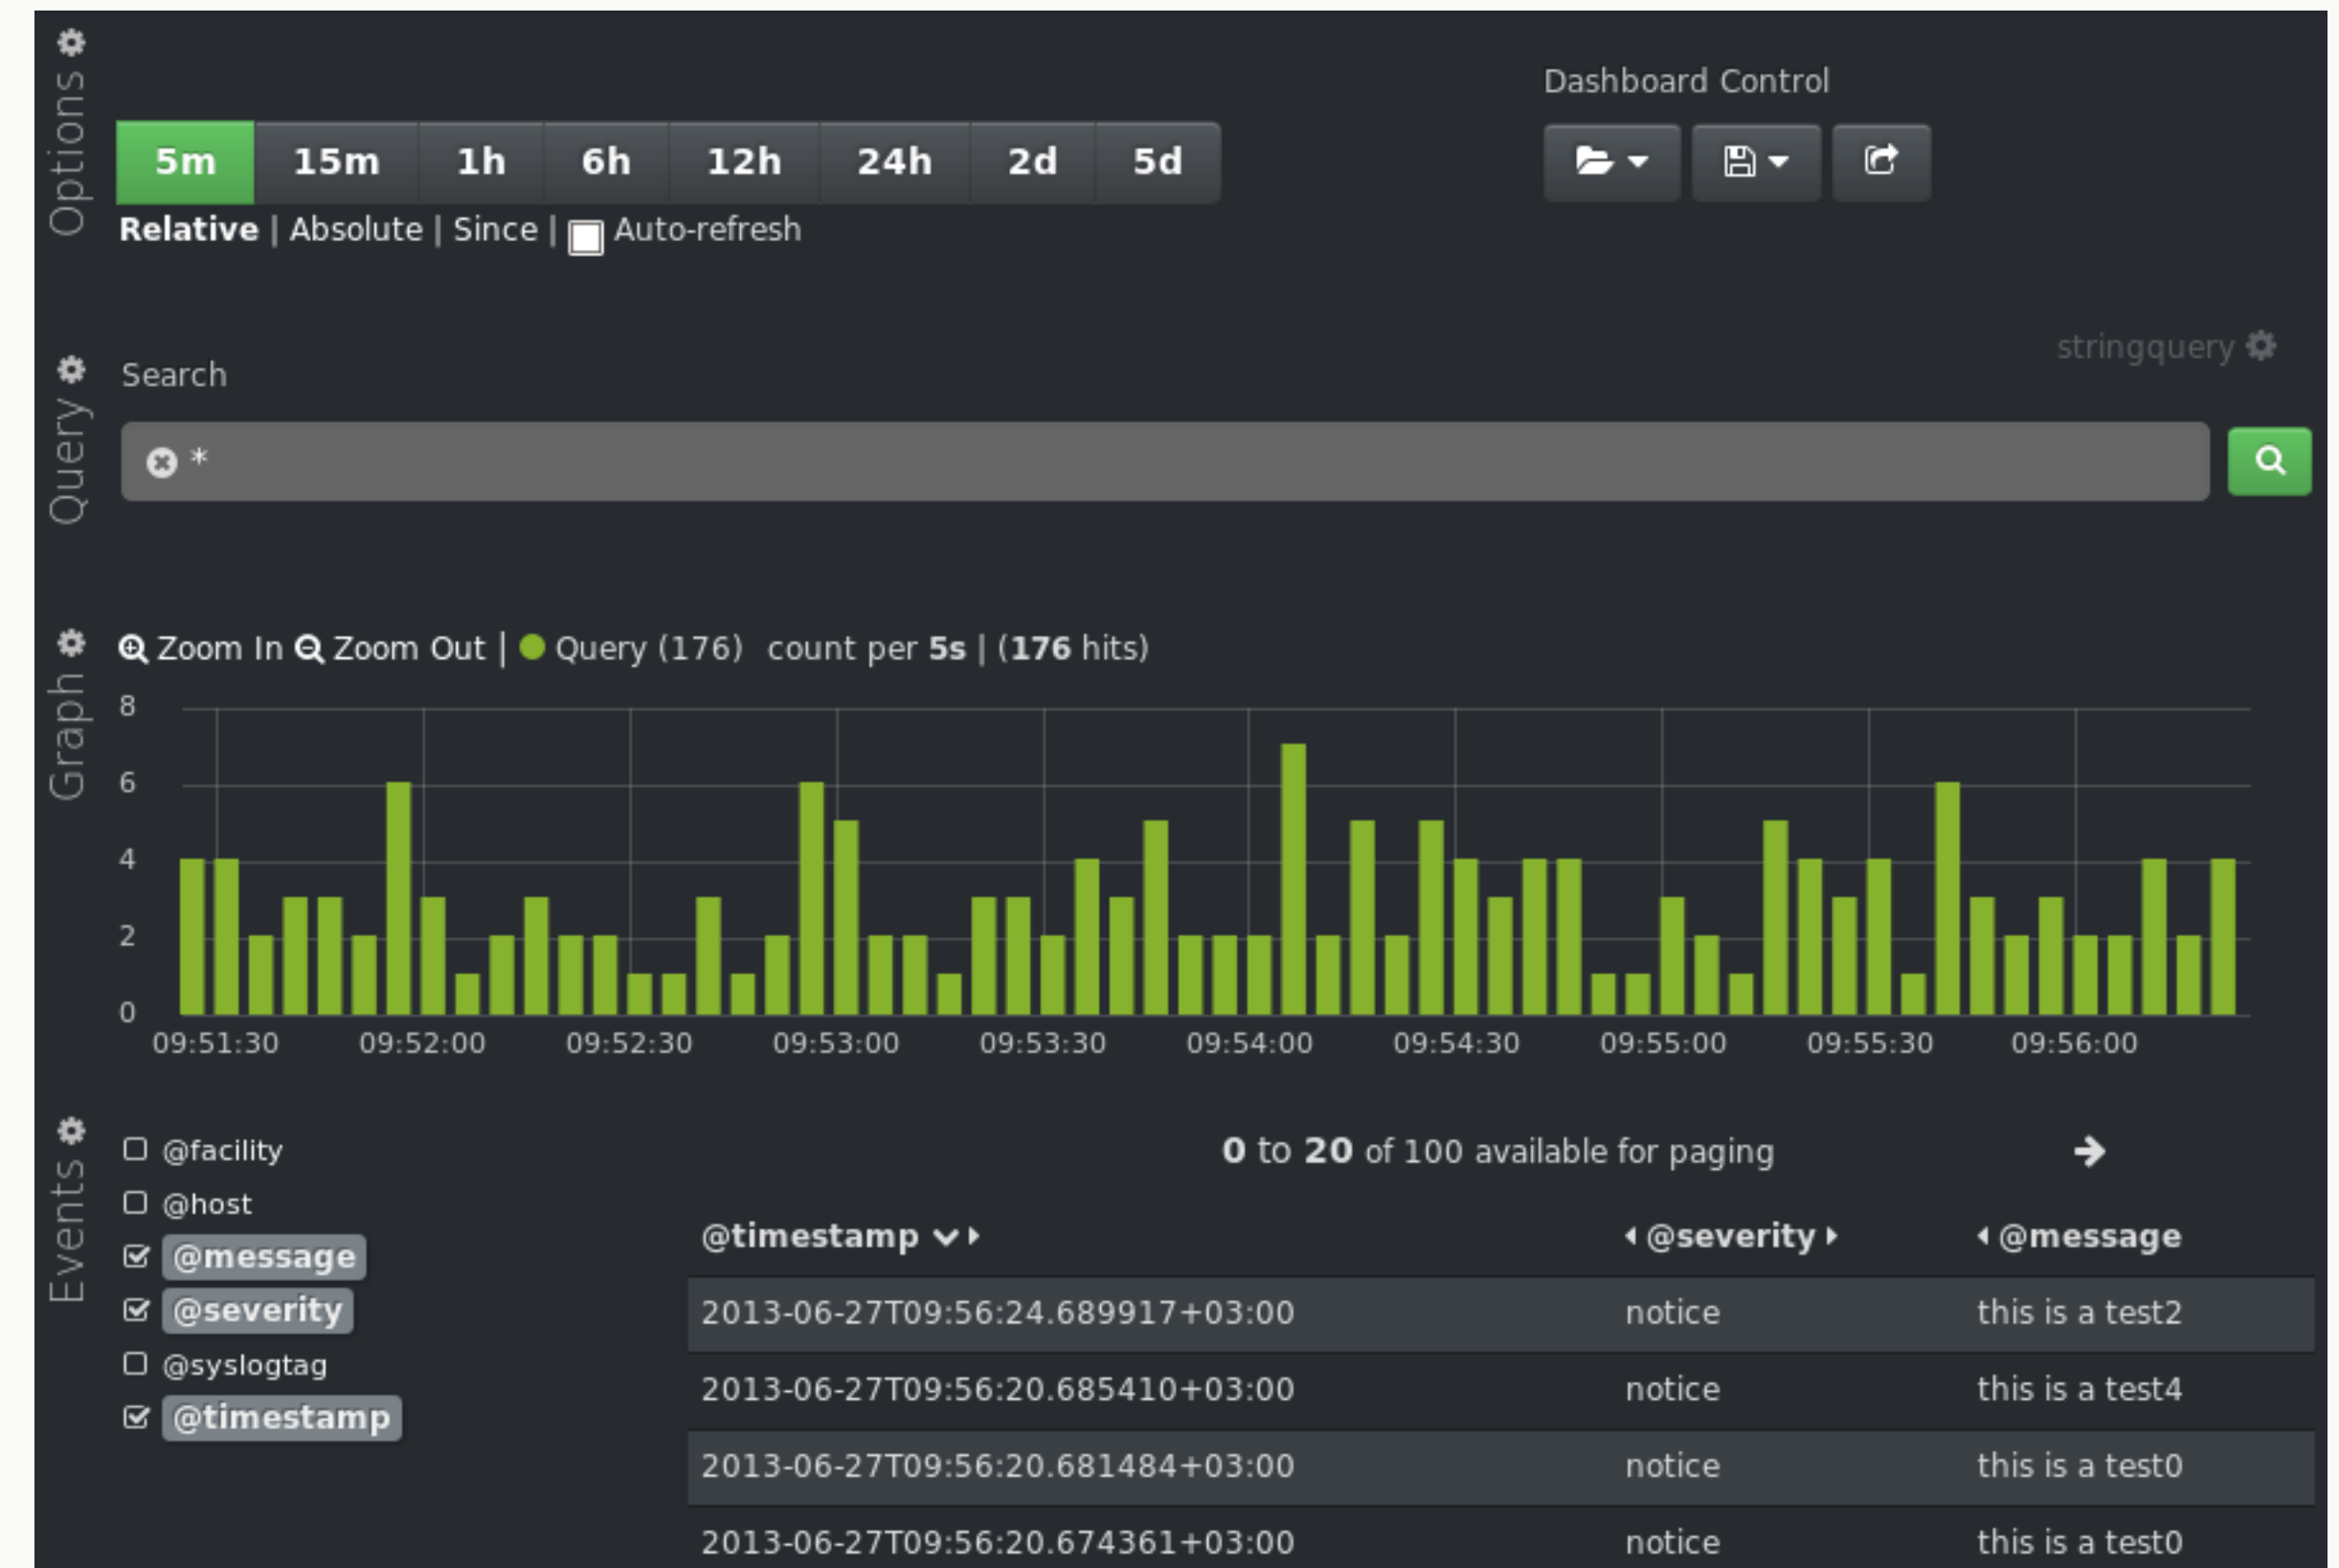 Options
Dashboard Control
5m 15m 1h 6h 12h 24h 2d 5d
Relative | Absolute | Since | Auto-refresh
Query
stringquery
Search
*
Graph
Zoom In Zoom Out | Query (176) count per 5s | (176 hits)
8
6
4
2
0
09:51:30 09:52:00 09:52:30 09:53:00 09:53:30 09:54:00 09:54:30 09:55:00 09:55:30 09:56:00
Events
@facility
@host
@message
@severity
@syslogtag
@timestamp
0 to 20 of 100 available for paging
@timestamp @severity @message
2013-06-27T09:56:24.689917+03:00 notice this is a test2
2013-06-27T09:56:20.685410+03:00 notice this is a test4
2013-06-27T09:56:20.681484+03:00 notice this is a test0
2013-06-27T09:56:20.674361+03:00 notice this is a test0